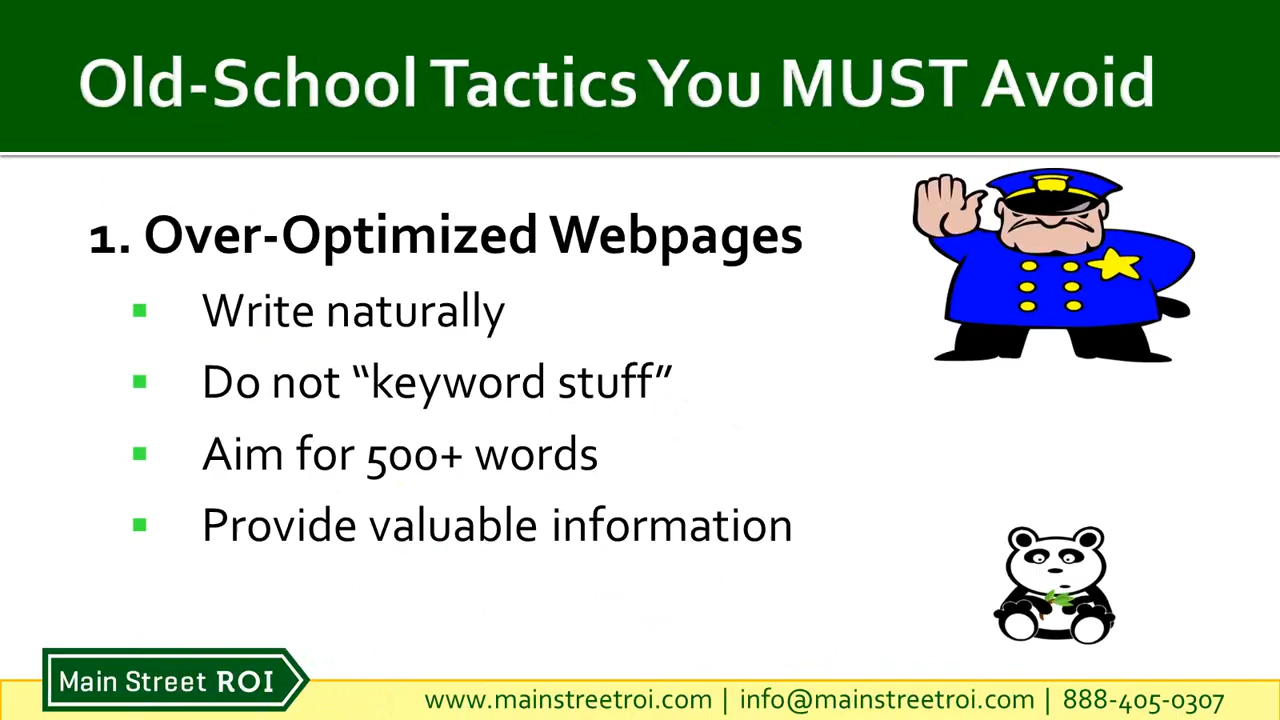 Old-School Tactics You MUST Avoid
1. Over-Optimized Webpages
Write naturally
Do not “keyword stuff”
Aim for 500+ words
Provide valuable information
Main Street ROI
www.mainstreetroi.com | info@mainstreetroi.com | 888-405-0307